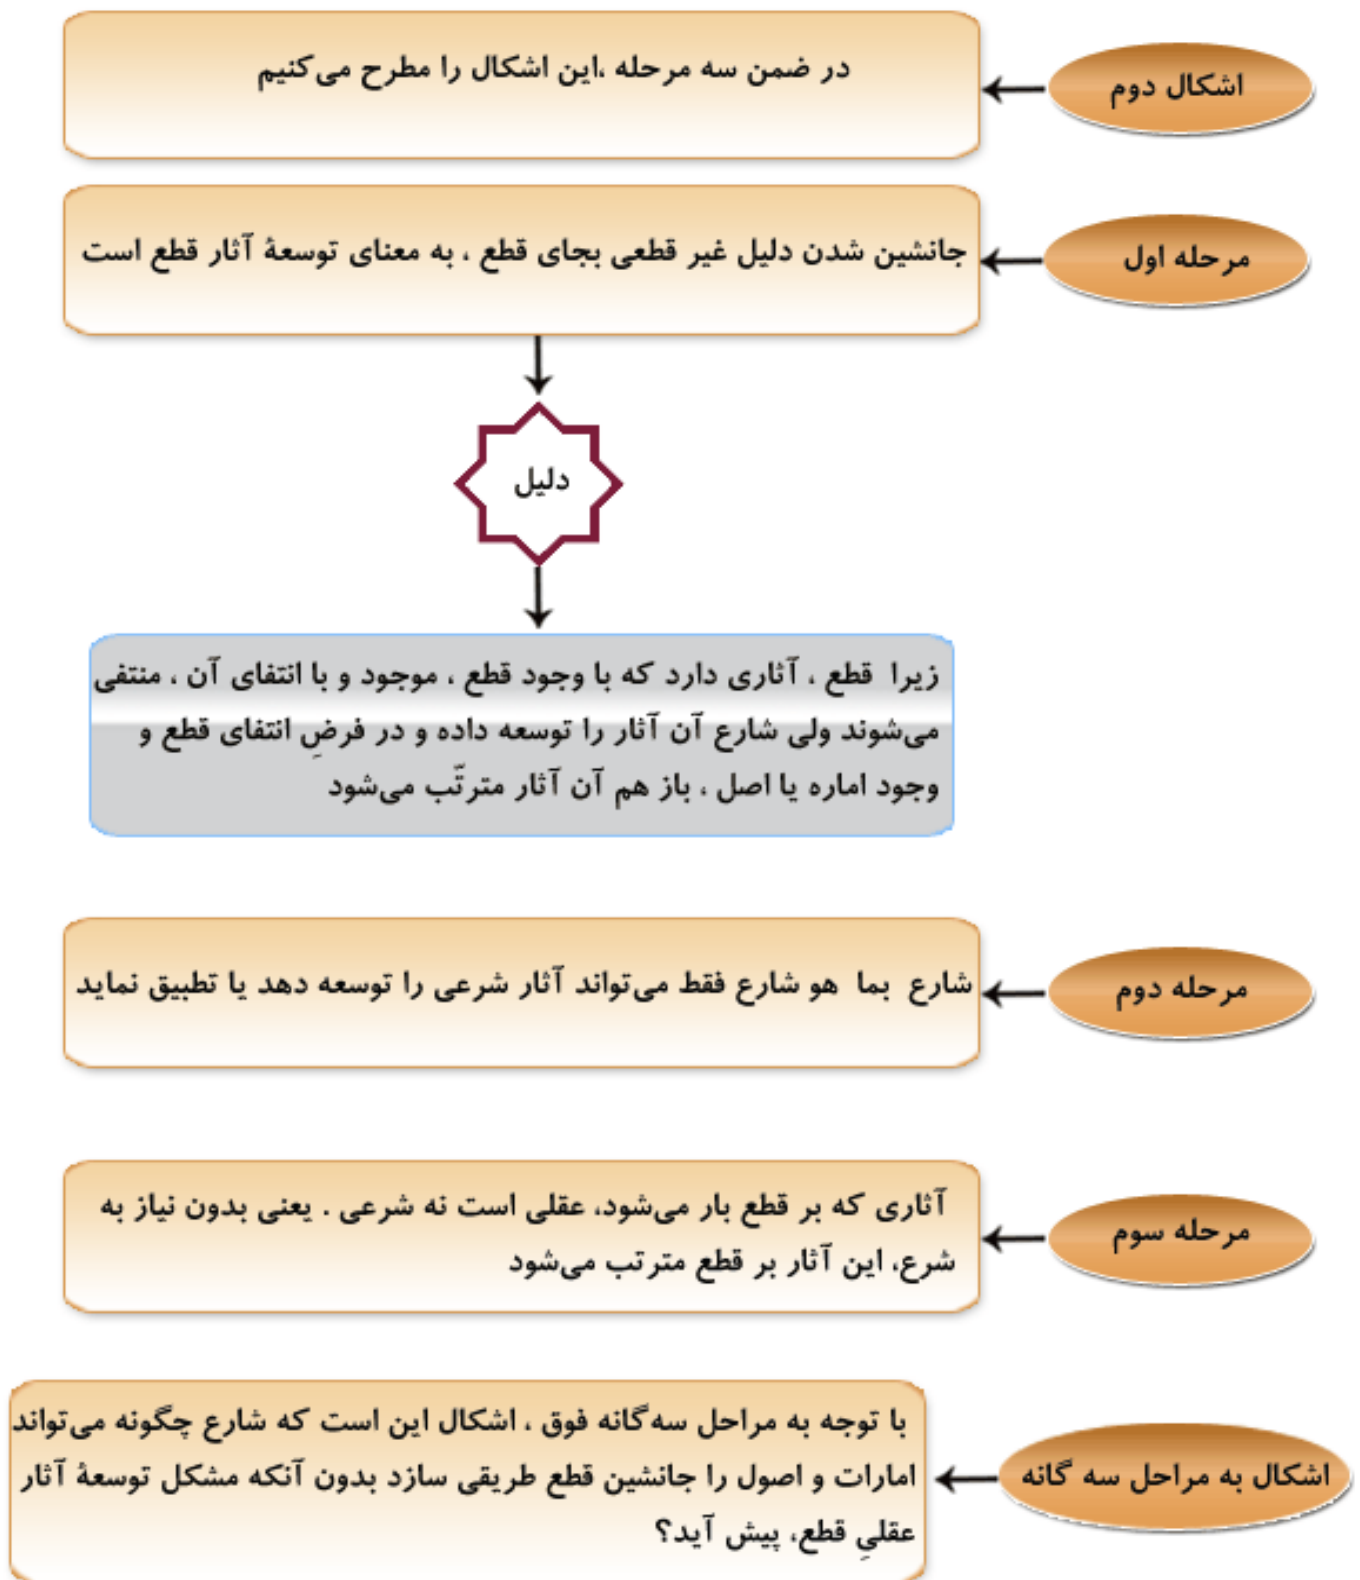 اشکال دوم
در ضمن سه مرحله ،این اشکال را مطرح می‌کنیم
مرحله اول
جانشین شدن دلیل غیر قطعی بجای قطع ، به معنای توسعهٔ آثار قطع است
دلیل
زیرا قطع ، آثاری دارد که با وجود قطع ، موجود و با انتفای آن ، منتفی
می‌شوند ولی شارع آن آثار را توسعه داده و در فرضِ انتفای قطع و
وجود اماره یا اصل ، باز هم آن آثار مترتّب می‌شود
مرحله دوم
شارع بما هو شارع فقط می‌تواند آثار شرعی را توسعه دهد یا تطبیق نماید
مرحله سوم
آثاری که بر قطع بار می‌شود، عقلی است نه شرعی . یعنی بدون نیاز به
شرع، این آثار بر قطع مترتب می‌شود
اشکال به مراحل سه گانه
با توجه به مراحل سه‌گانه فوق ، اشکال این است که شارع چگونه می‌تواند
امارات و اصول را جانشین قطع طریقی سازد بدون آنکه مشکل توسعهٔ آثار
عقلیِ قطع، پیش آید؟